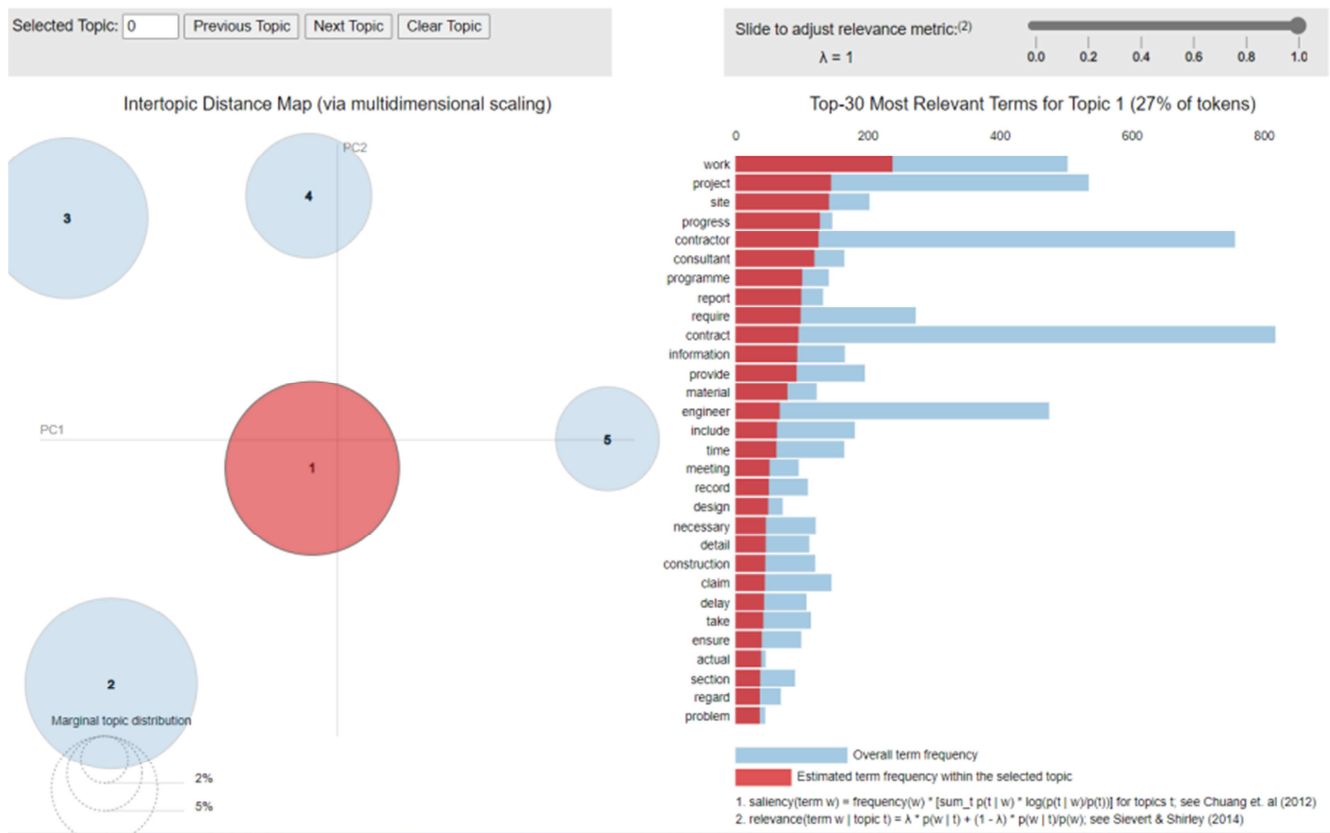 Selected Topic: 0 Previous Topic Next Topic Clear Topic
Slide to adjust relevance metric:(2)
λ = 1
0.0 0.2 0.4 0.6 0.8 1.0
Intertopic Distance Map (via multidimensional scaling)
PC2
PC1
3
4
1
5
2
Marginal topic distribution
2%
5%
Top-30 Most Relevant Terms for Topic 1 (27% of tokens)
0 200 400 600 800
work
project
site
progress
contractor
consultant
programme
report
require
contract
information
provide
material
engineer
include
time
meeting
record
design
necessary
detail
construction
claim
delay
take
ensure
actual
section
regard
problem
Overall term frequency
Estimated term frequency within the selected topic
1. saliency(term w) = frequency(w) * [sum_t p(t | w) * log(p(t | w)/p(t))] for topics t; see Chuang et. al (2012)
2. relevance(term w | topic t) = λ * p(w | t) + (1 - λ) * p(w | t)/p(w); see Sievert & Shirley (2014)